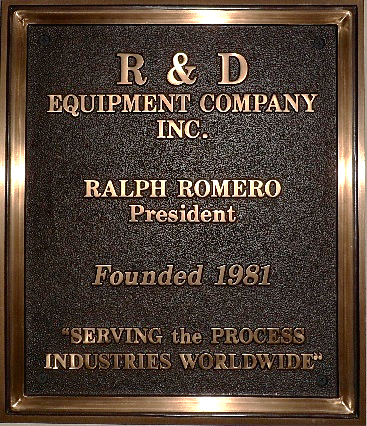 R & D
EQUIPMENT COMPANY
INC.
RALPH ROMERO
President
Founded 1981
"SERVING the PROCESS
INDUSTRIES WORLDWIDE"